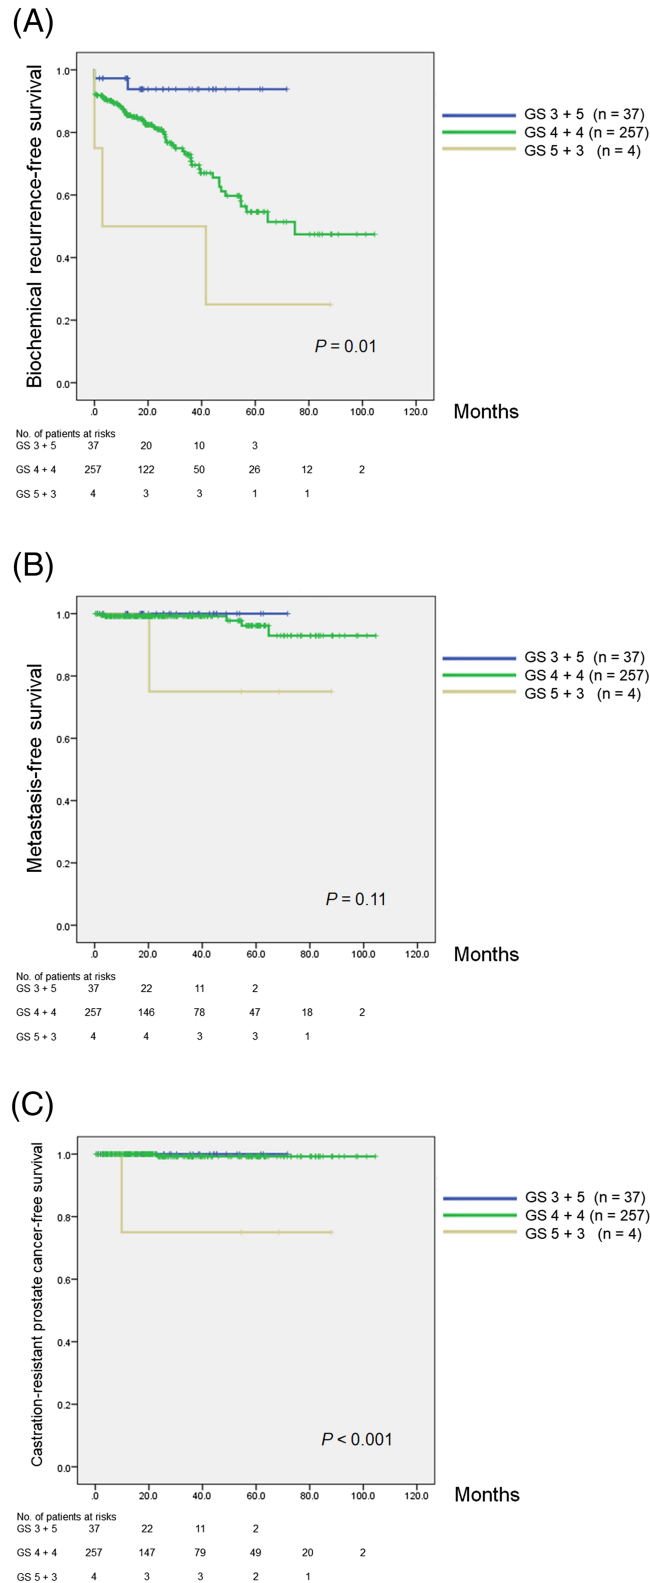 (A)
Biochemical recurrence-free survival
1.0
0.8
0.6
0.4
0.2
0.0
GS 3 + 5 (n = 37)
GS 4 + 4 (n = 257)
GS 5 + 3 (n = 4)
P = 0.01
.0 20.0 40.0 60.0 80.0 100.0 120.0
Months
No. of patients at risks
GS 3 + 5 37 20 10 3
GS 4 + 4 257 122 50 26 12 2
GS 5 + 3 4 3 3 1 1
(B)
Metastasis-free survival
1.0
0.8
0.6
0.4
0.2
0.0
GS 3 + 5 (n = 37)
GS 4 + 4 (n = 257)
GS 5 + 3 (n = 4)
P = 0.11
.0 20.0 40.0 60.0 80.0 100.0 120.0
Months
No. of patients at risks
GS 3 + 5 37 22 11 2
GS 4 + 4 257 146 78 47 18 2
GS 5 + 3 4 4 3 3 1
(C)
Castration-resistant prostate cancer-free survival
1.0
0.8
0.6
0.4
0.2
0.0
GS 3 + 5 (n = 37)
GS 4 + 4 (n = 257)
GS 5 + 3 (n = 4)
P < 0.001
.0 20.0 40.0 60.0 80.0 100.0 120.0
Months
No. of patients at risks
GS 3 + 5 37 22 11 2
GS 4 + 4 257 147 79 49 20 2
GS 5 + 3 4 3 3 2 1